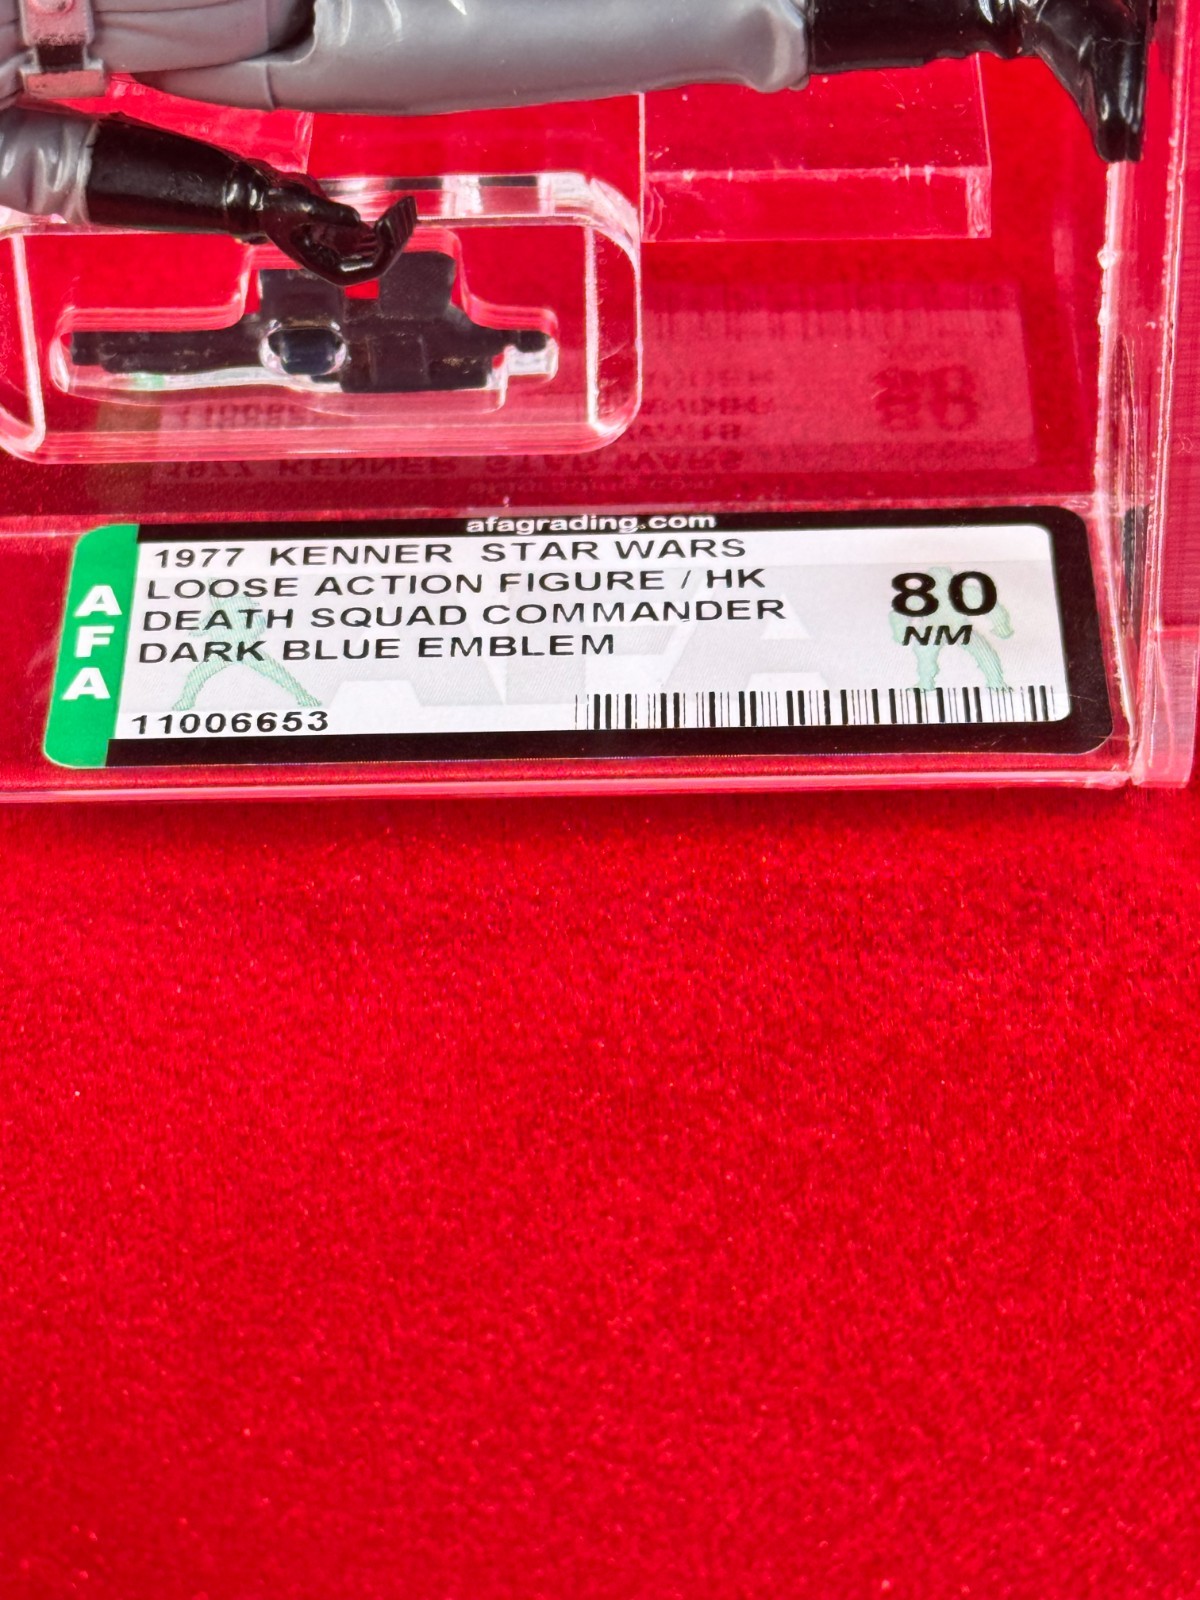 afagrading.com
AFA
1977 KENNER STAR WARS
LOOSE ACTION FIGURE / HK
DEATH SQUAD COMMANDER
DARK BLUE EMBLEM
80
NM
11006653